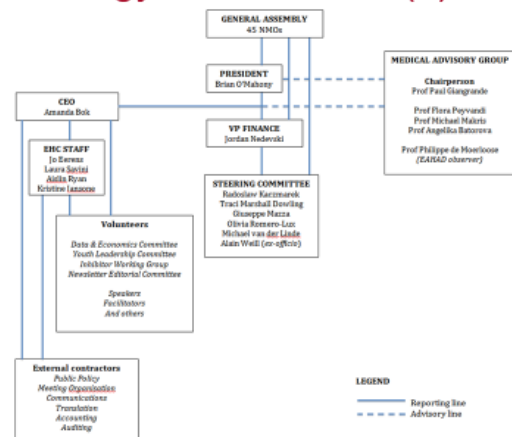 GENERAL ASSEMBLY
45 NMOs
PRESIDENT
Brian O'Mahony
MEDICAL ADVISORY GROUP
Chairperson
Prof Paul Giangrande
Prof Flora Peyvandi
Prof Michael Makris
Prof Angelika Batorova
Prof Philippe de Moerloose
(EAHAD observer)
CEO
Amanda Bok
VP FINANCE
Jordan Nedevski
EHC STAFF
Jo Eerens
Laura Savini
Aislin Ryan
Kristine Jansone
STEERING COMMITTEE
Radoslaw Kaczmarek
Traci Marshall Dowling
Giuseppe Mazza
Olivia Romero-Lux
Michael van der Linde
Alain Weill (ex-officio)
Volunteers
Data & Economics Committee
Youth Leadership Committee
Inhibitor Working Group
Newsletter Editorial Committee
Speakers
Facilitators
And others
External contractors
Public Policy
Meeting Organisation
Communications
Translation
Accounting
Auditing
LEGEND
Reporting line
Advisory line